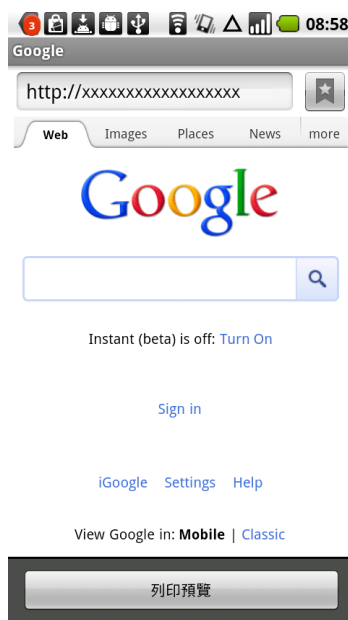 3 08:58
Google
http://xxxxxxxxxxxxxxxxxx
Web Images Places News more
Google
Instant (beta) is off: Turn On
Sign in
iGoogle Settings Help
View Google in: Mobile | Classic
列印預覽